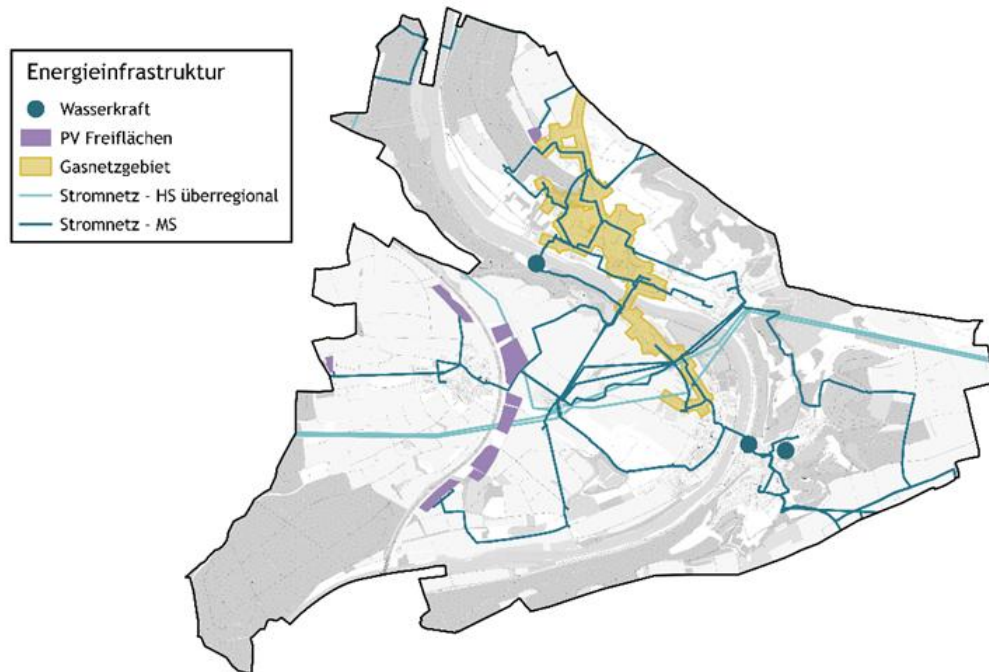 Energieinfrastruktur
Wasserkraft
PV Freiflächen
Gasnetzgebiet
Stromnetz - HS überregional
Stromnetz - MS